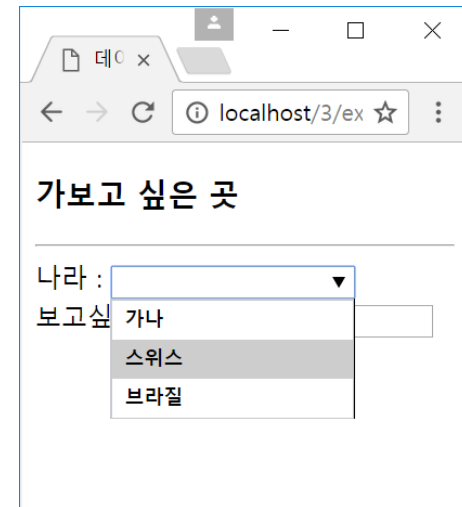 데이
localhost/3/ex
가보고 싶은 곳
나라 :
보고싶
가나
스위스
브라질